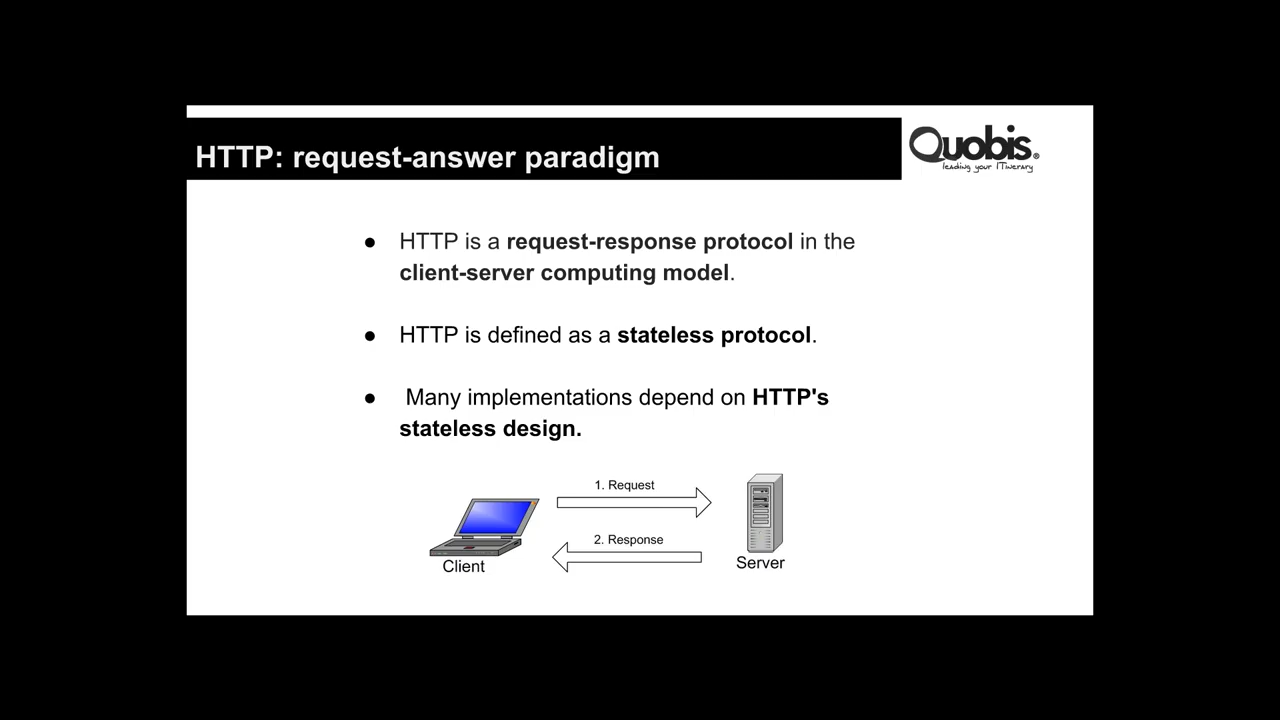 HTTP: request-answer paradigm
Quobis®
leading your ITinerary
● HTTP is a request-response protocol in the
client-server computing model.
● HTTP is defined as a stateless protocol.
● Many implementations depend on HTTP's
stateless design.
1. Request
2. Response
Client
Server